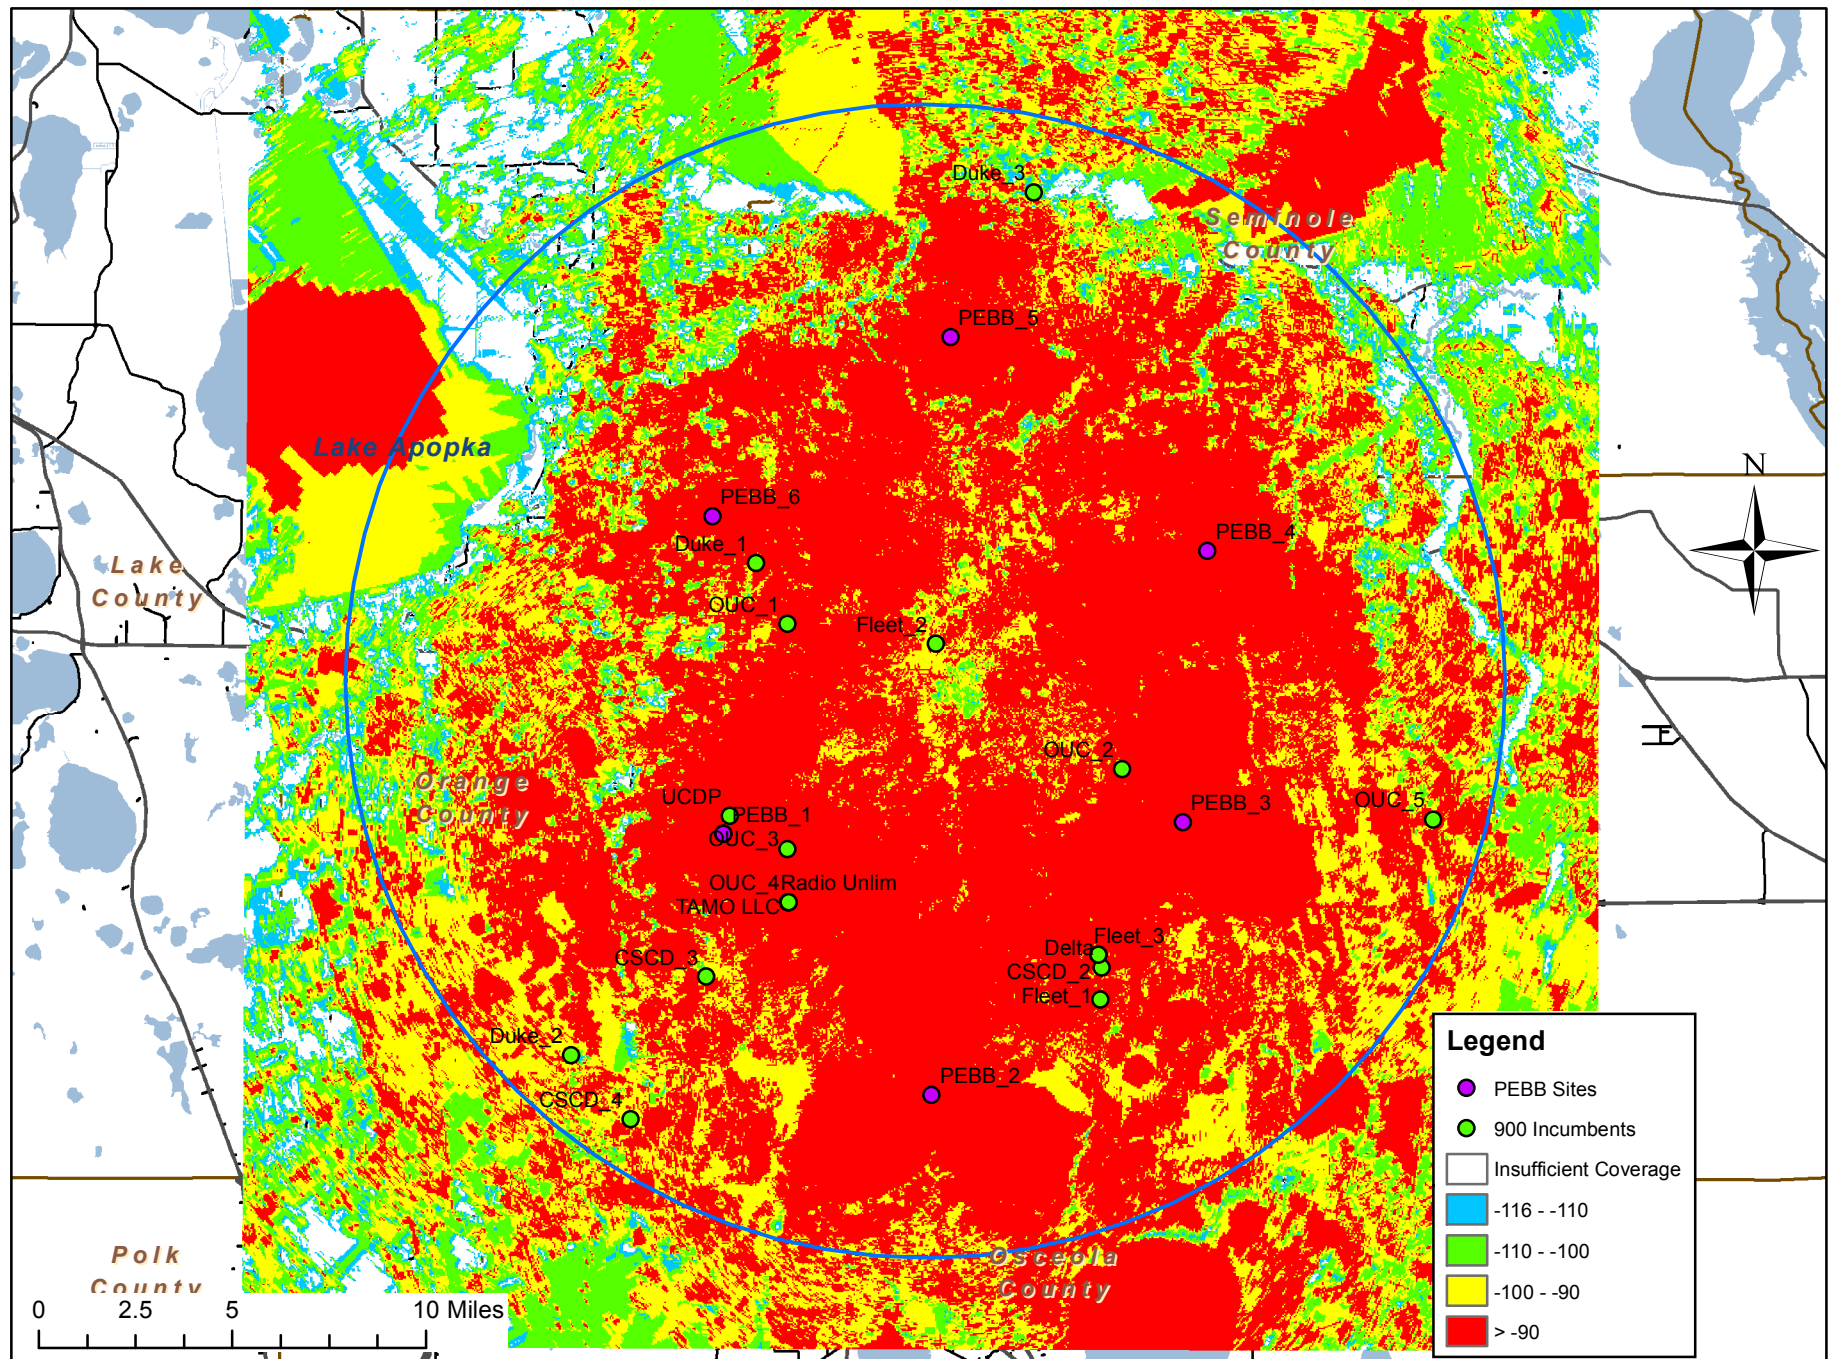 Duke_3
Seminole
County
PEBB_5
Lake Apopka
N
PEBB_6
PEBB_4
Duke_1
Lake
County
OUC_1
Fleet_2
OUC_2
Orange
County
UCDP
PEBB_1
PEBB_3
OUC_5
OUC_3
OUC_4Radio Unlim
TAMO LLC
Fleet_3
Delta
CSCD_3
CSCD_2
Fleet_1
Duke_2
PEBB_2
CSCD_4
Osceola
County
Polk
County
0 2.5 5 10 Miles
Legend
PEBB Sites
900 Incumbents
Insufficient Coverage
-116 - -110
-110 - -100
-100 - -90
> -90